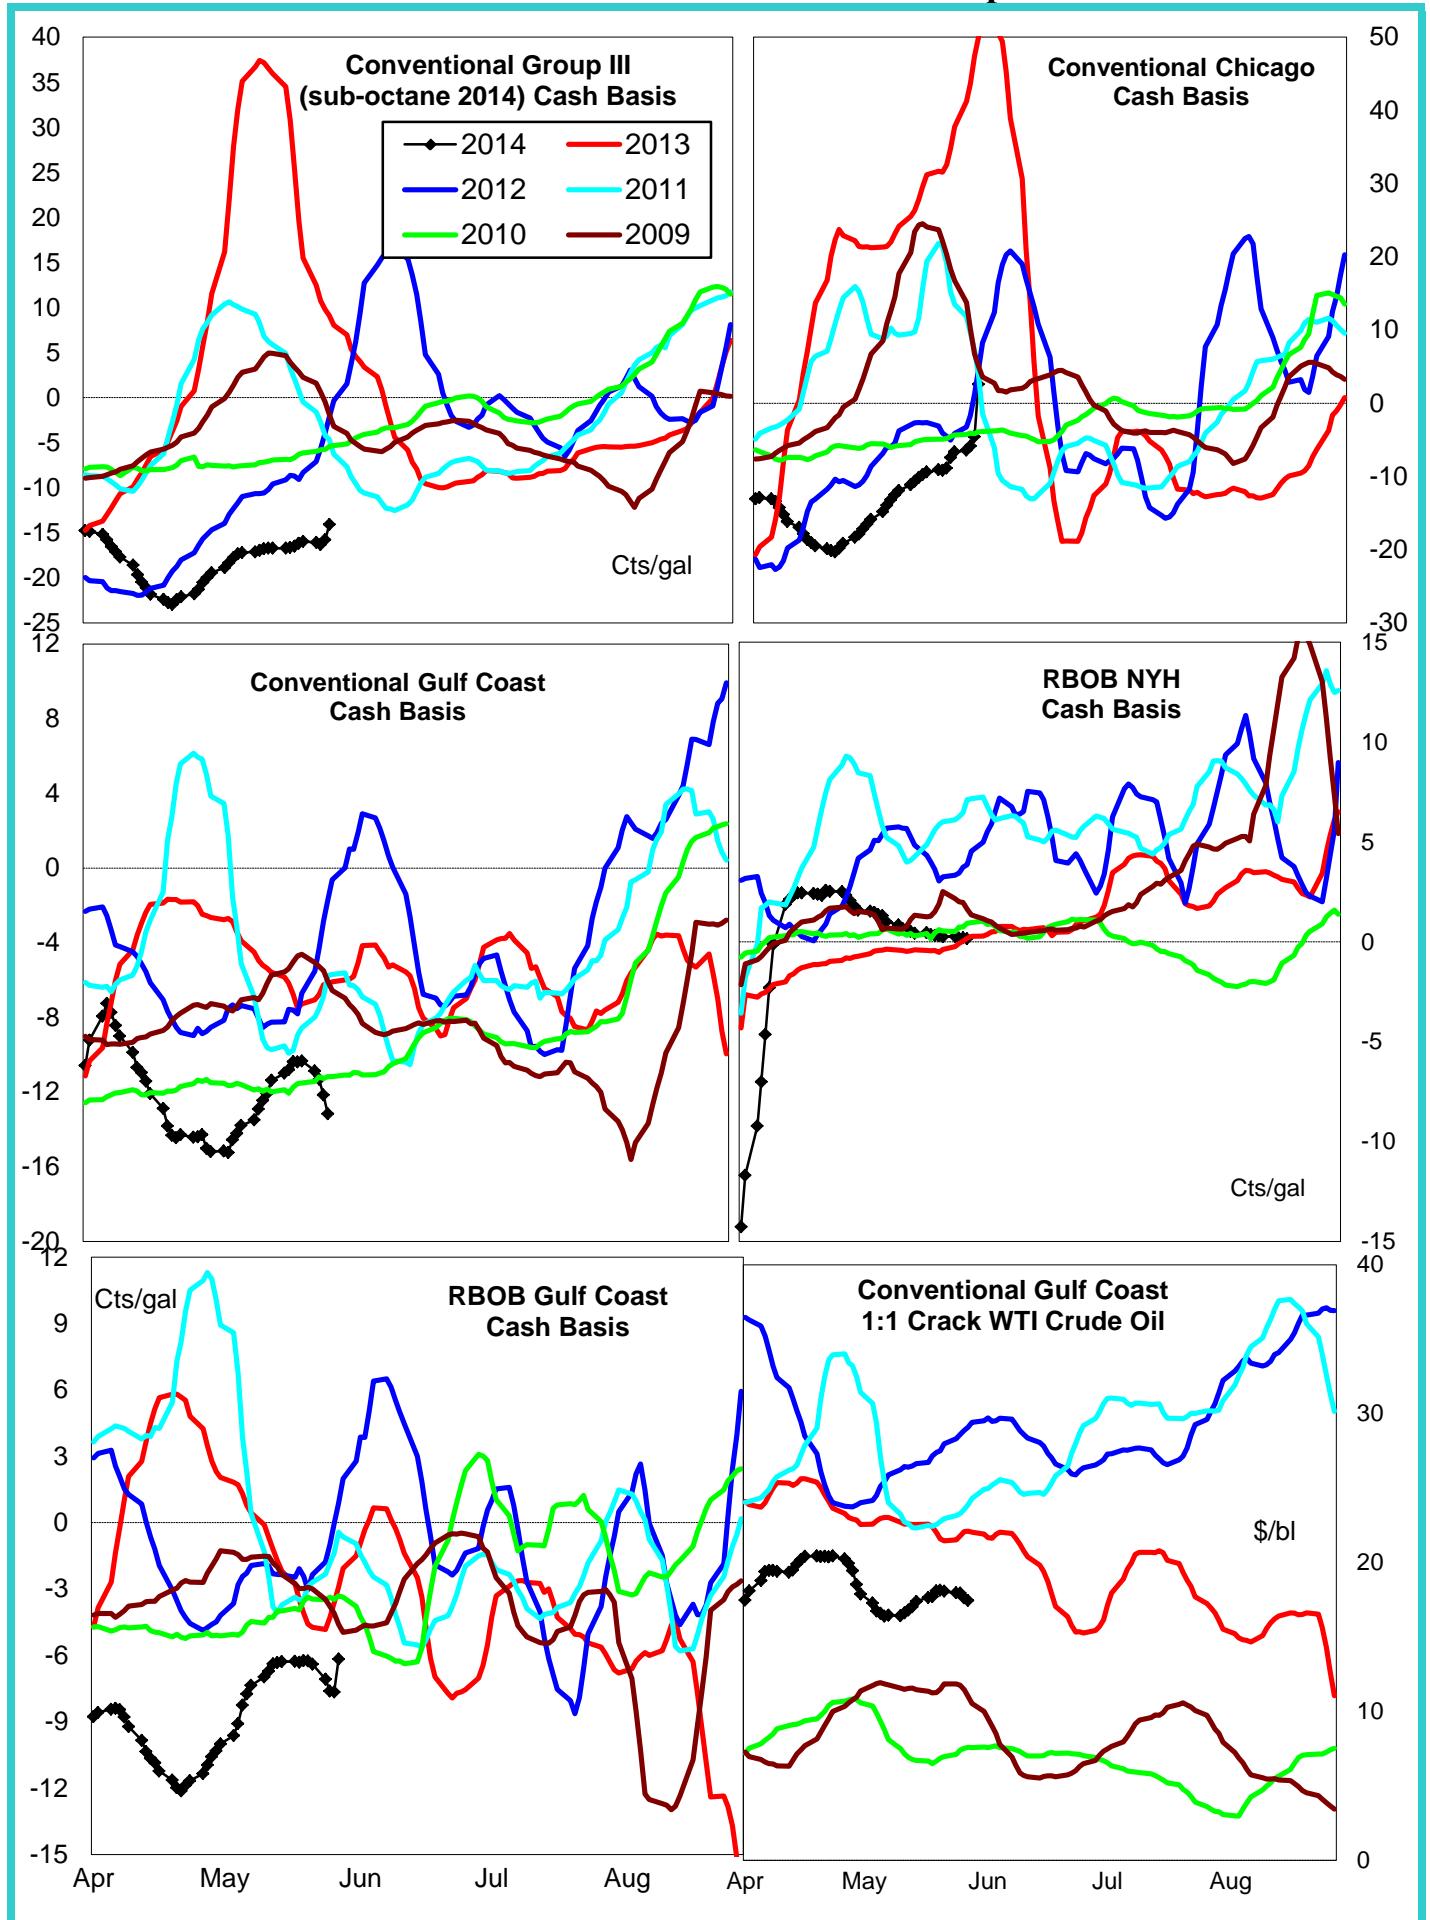 40
35
30
25
20
15
10
5
0
-5
-10
-15
-20
-25
Conventional Group III
(sub-octane 2014) Cash Basis
2014
2013
2012
2011
2010
2009
Cts/gal
Conventional Chicago
Cash Basis
50
40
30
20
10
0
-10
-20
-30
12
8
4
0
-4
-8
-12
-16
-20
Conventional Gulf Coast
Cash Basis
RBOB NYH
Cash Basis
Cts/gal
15
10
5
0
-5
-10
-15
12
9
6
3
0
-3
-6
-9
-12
-15
Cts/gal
RBOB Gulf Coast
Cash Basis
Apr
May
Jun
Jul
Aug
Conventional Gulf Coast
1:1 Crack WTI Crude Oil
$/bl
40
30
20
10
0
Apr
May
Jun
Jul
Aug